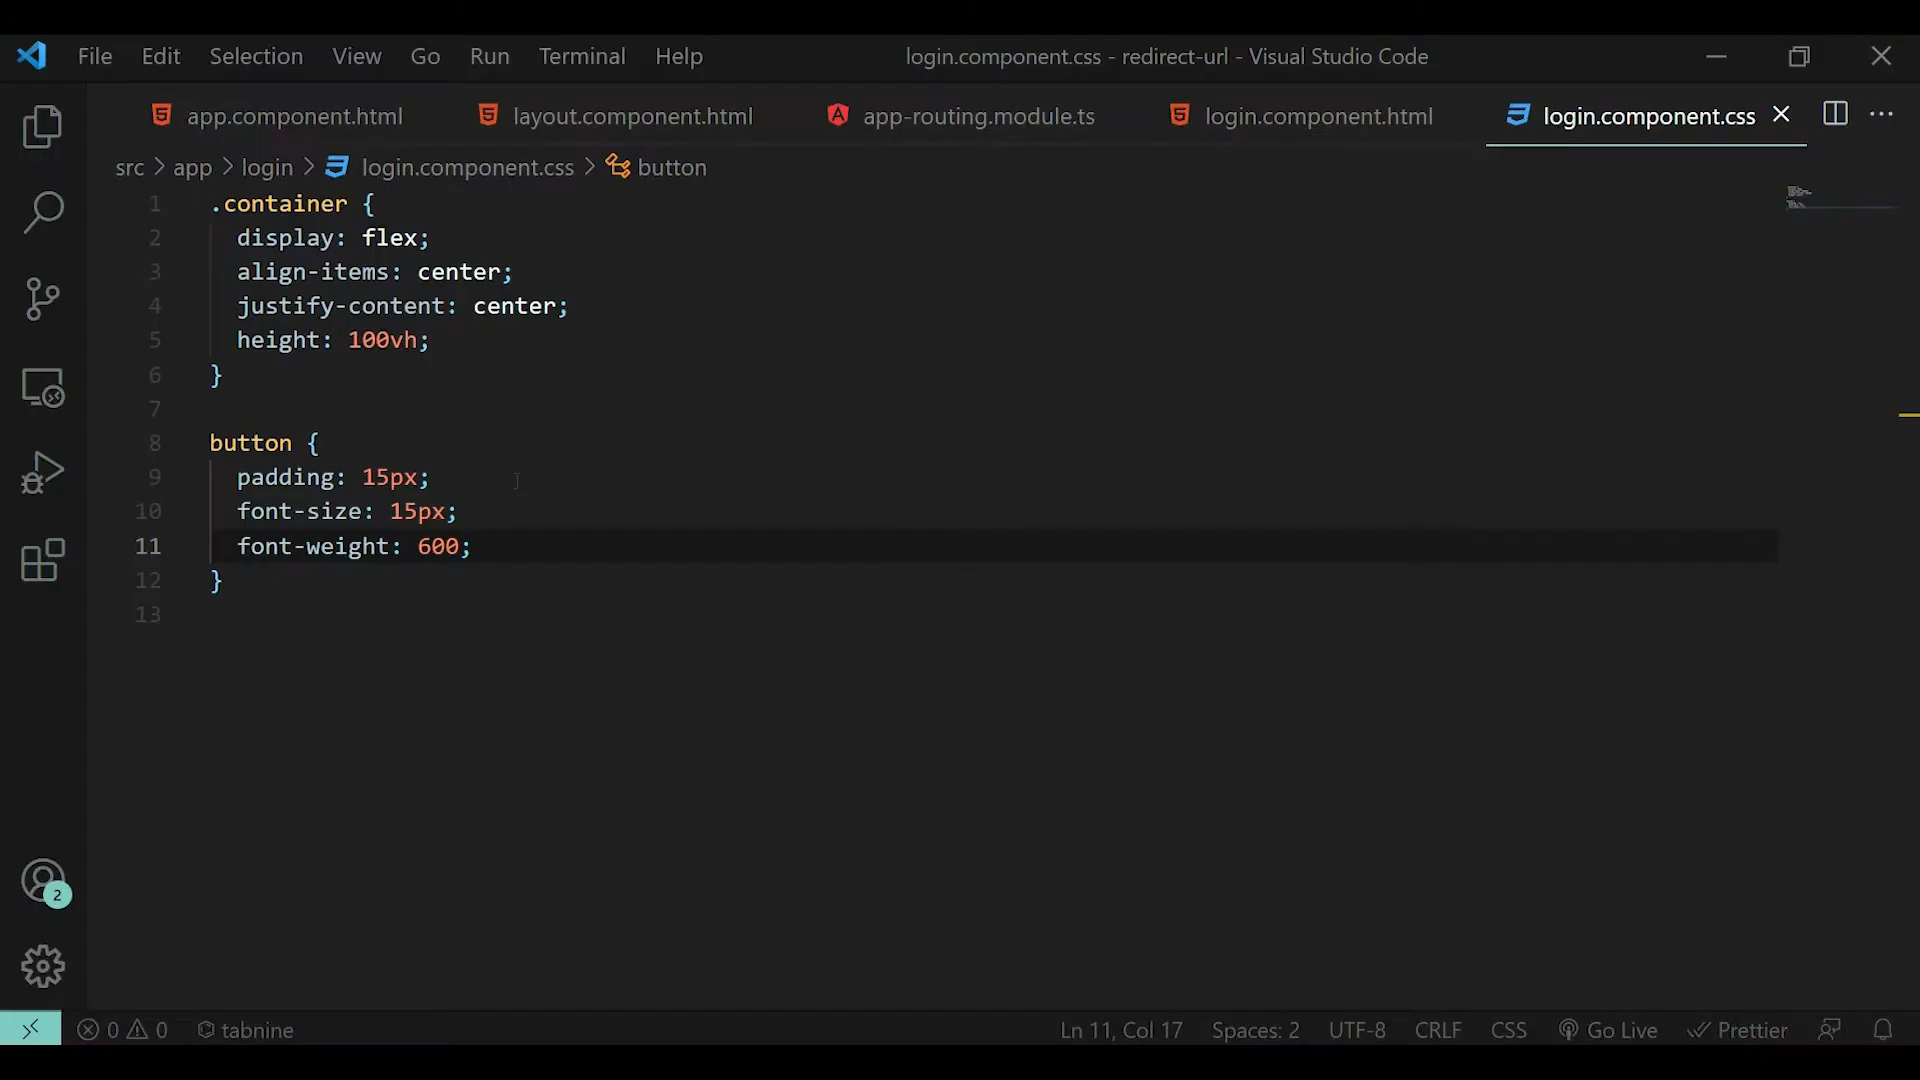 File Edit Selection View Go Run Terminal Help login.component.css - redirect-url - Visual Studio Code
app.component.html layout.component.html app-routing.module.ts login.component.html login.component.css
src > app > login > login.component.css > button
1 .container {
2 display: flex;
3 align-items: center;
4 justify-content: center;
5 height: 100vh;
6 }
7
8 button {
9 padding: 15px;
10 font-size: 15px;
11 font-weight: 600;
12 }
13
2
0 0 tabnine Ln 11, Col 17 Spaces: 2 UTF-8 CRLF CSS Go Live Prettier